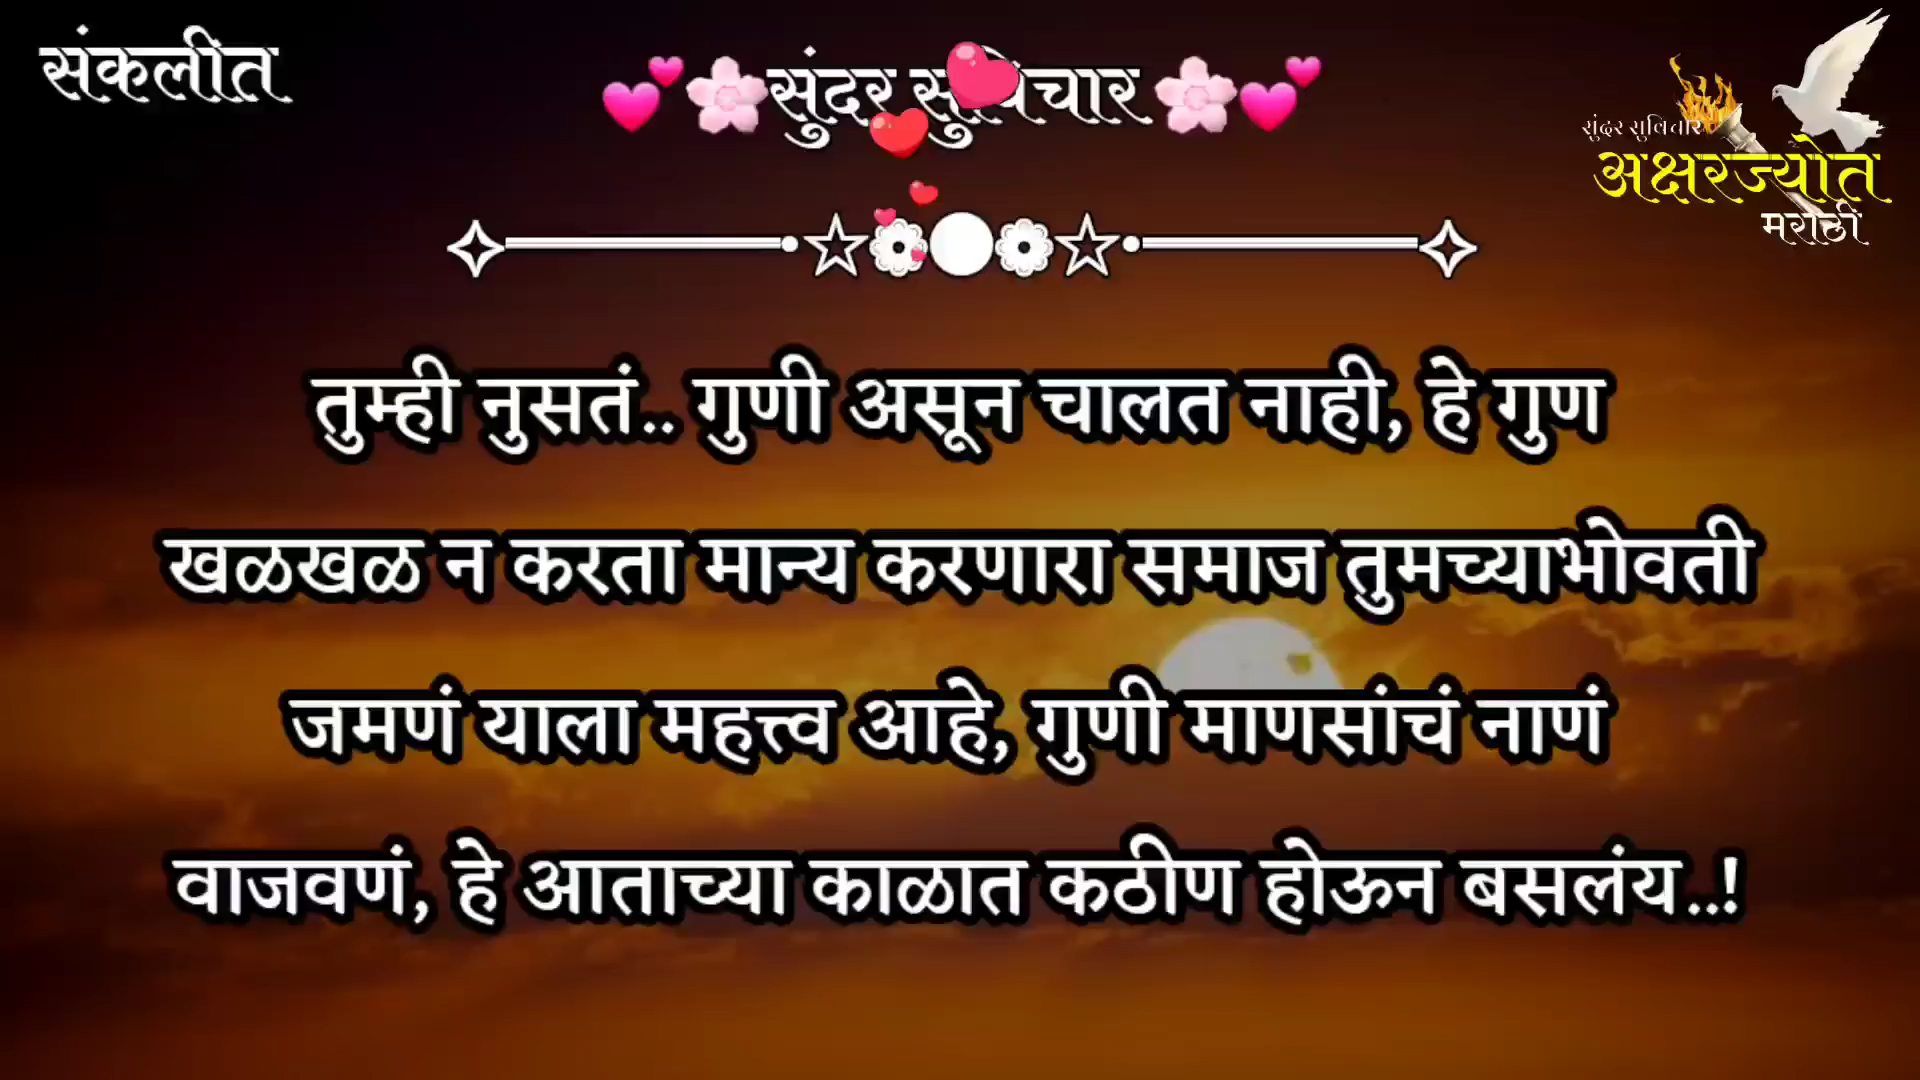 संकलीत
💕🌸सुंदर सुविचार🌸💕
सुंदर सुविचार
अक्षरज्योत
मराठी
तुम्ही नुसतं.. गुणी असून चालत नाही, हे गुण
खळखळ न करता मान्य करणारा समाज तुमच्याभोवती
जमणं याला महत्त्व आहे, गुणी माणसांचं नाणं
वाजवणं, हे आताच्या काळात कठीण होऊन बसलंय..!